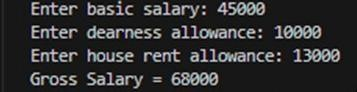 Enter basic salary: 45000
Enter dearness allowance: 10000
Enter house rent allowance: 13000
Gross Salary = 68000